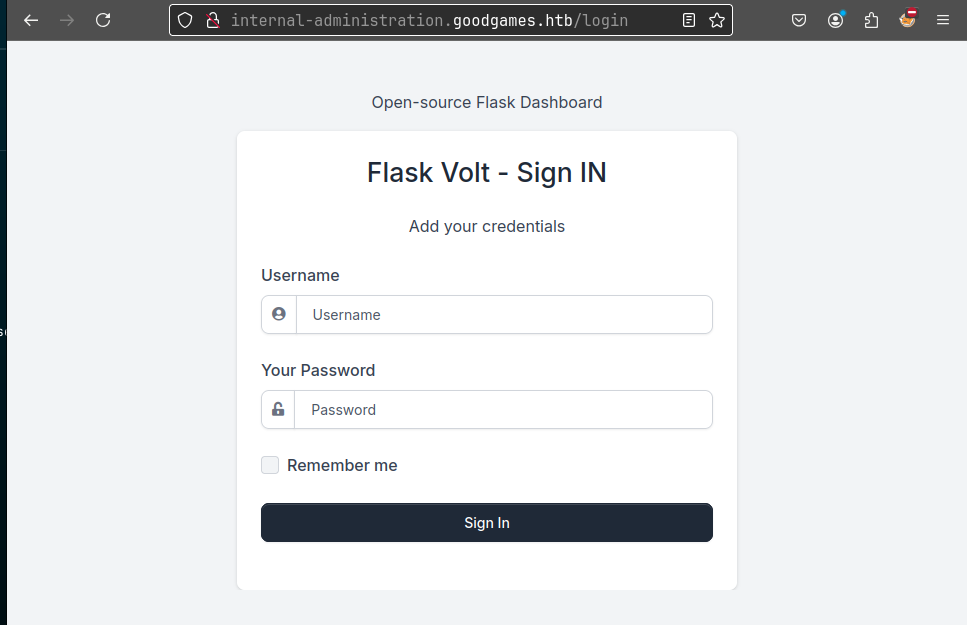 internal-administration.goodgames.htb/login
Open-source Flask Dashboard
Flask Volt - Sign IN
Add your credentials
Username
Username
Your Password
Password
Remember me
Sign In